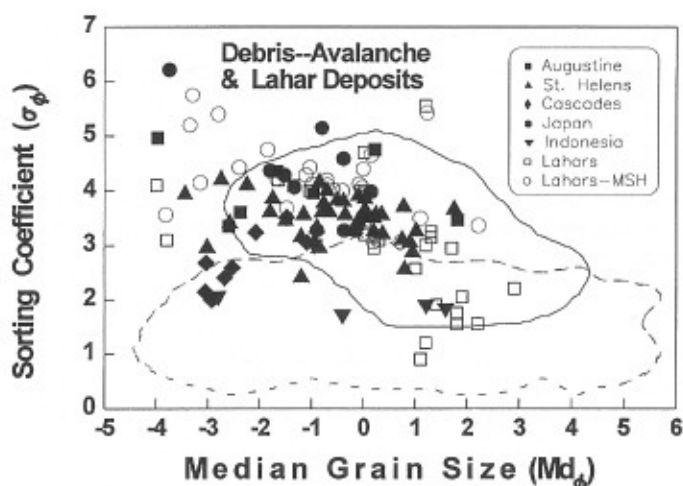 Debris--Avalanche
& Lahar Deposits
Augustine
St. Helens
Cascades
Japan
Indonesia
Lahars
Lahars--MSH
Sorting Coefficient (σϕ)
7
6
5
4
3
2
1
0
-5 -4 -3 -2 -1 0 1 2 3 4 5 6
Median Grain Size (Mdϕ)